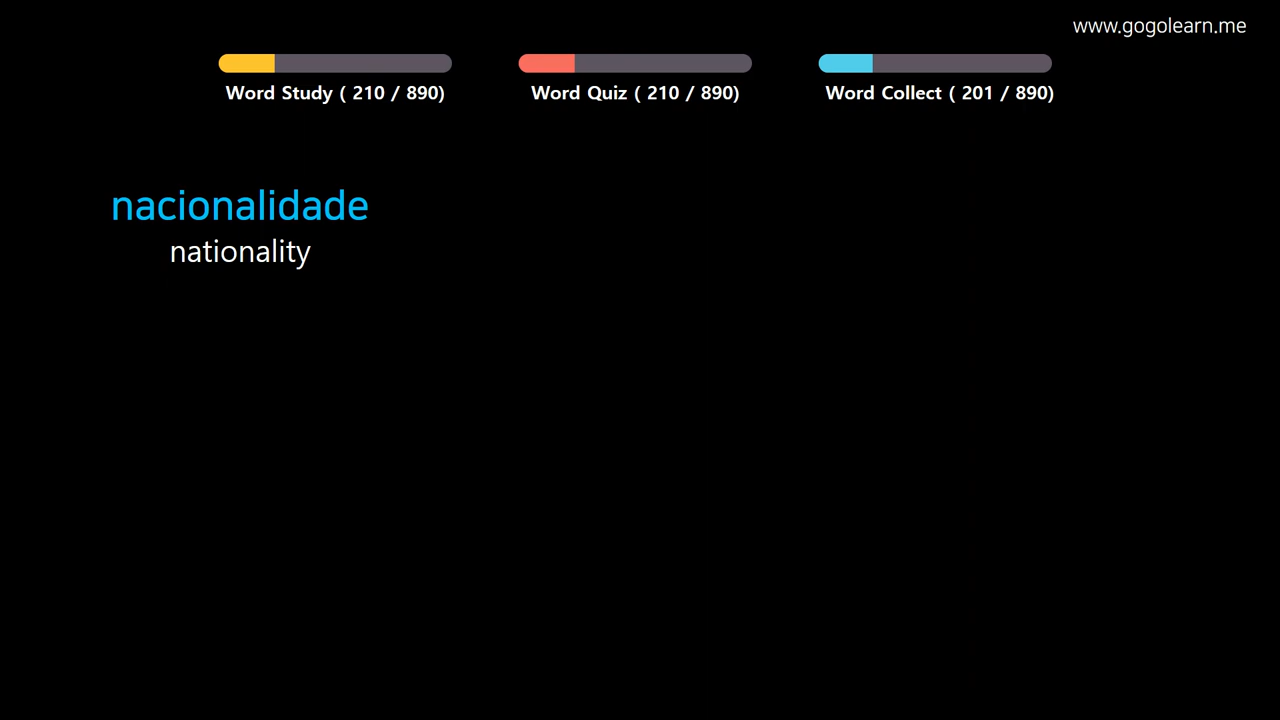 www.gogolearn.me
Word Study ( 210 / 890)
Word Quiz ( 210 / 890)
Word Collect ( 201 / 890)
nacionalidade
nationality